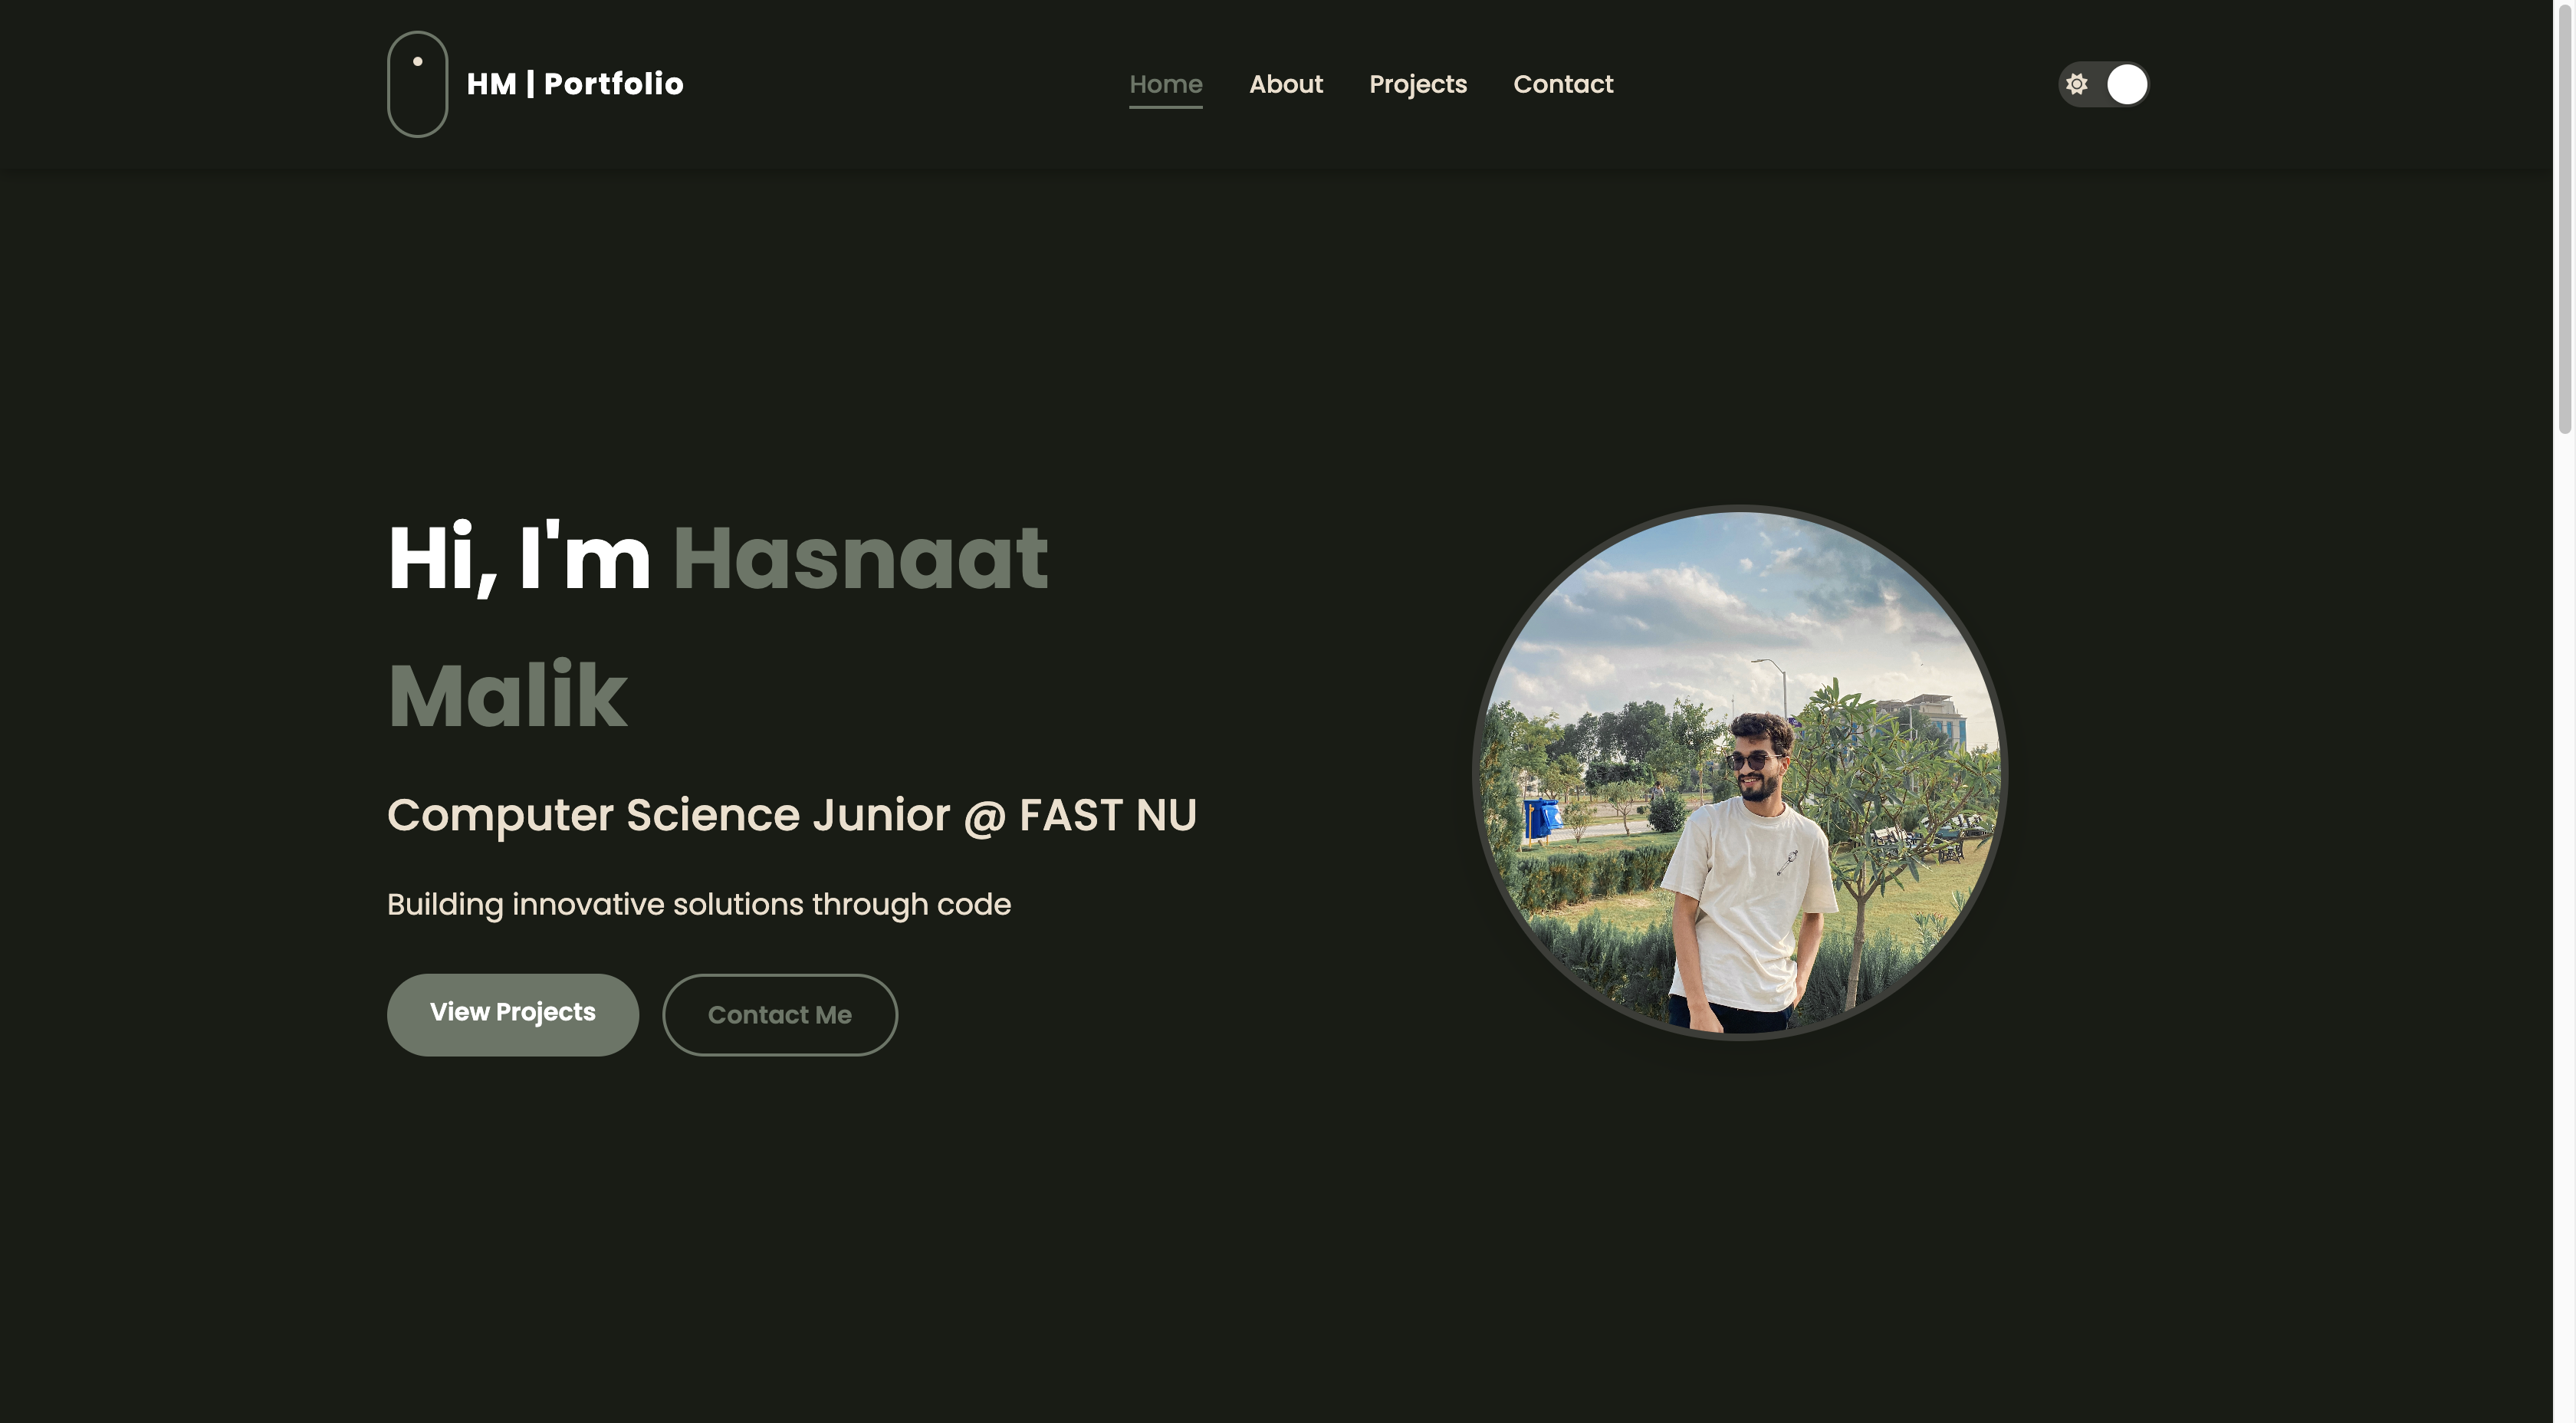 HM | Portfolio
Home About Projects Contact
Hi, I'm Hasnaat
Malik
Computer Science Junior @ FAST NU
Building innovative solutions through code
View Projects Contact Me